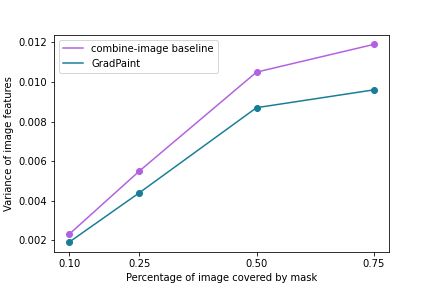 combine-image baseline
GradPaint
Variance of image features
0.012
0.010
0.008
0.006
0.004
0.002
0.10 0.25 0.50 0.75
Percentage of image covered by mask